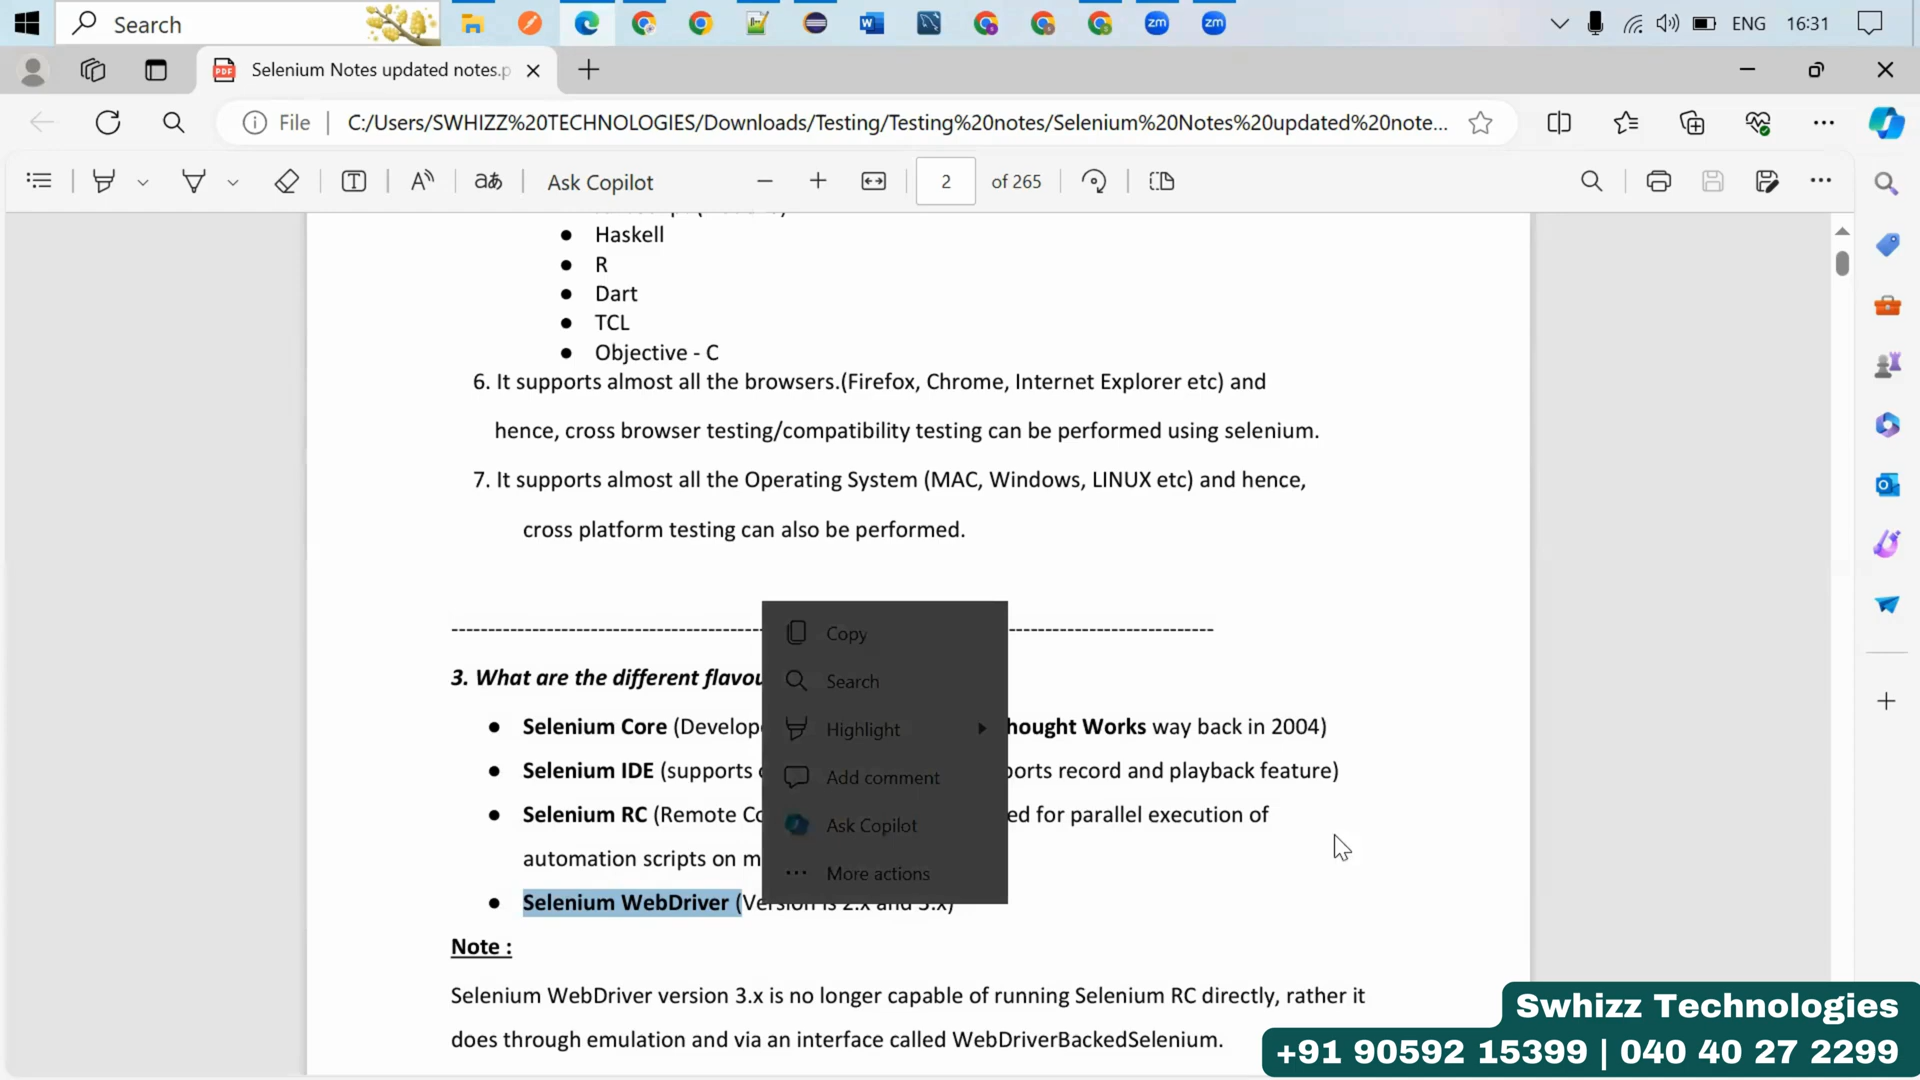 Search
ENG
16:31
Selenium Notes updated notes.p
File
C:/Users/SWHIZZ%20TECHNOLOGIES/Downloads/Testing/Testing%20notes/Selenium%20Notes%20updated%20note...
Ask Copilot
2
of 265
● Haskell
● R
● Dart
● TCL
● Objective - C
6. It supports almost all the browsers.(Firefox, Chrome, Internet Explorer etc) and
hence, cross browser testing/compatibility testing can be performed using selenium.
7. It supports almost all the Operating System (MAC, Windows, LINUX etc) and hence,
cross platform testing can also be performed.
3. What are the different flavou
● Selenium Core (Develop hought Works way back in 2004)
● Selenium IDE (supports ports record and playback feature)
● Selenium RC (Remote Co ed for parallel execution of
automation scripts on m
● Selenium WebDriver (Version is 2.x and 3.x)
Copy
Search
Highlight
Add comment
Ask Copilot
More actions
Note :
Selenium WebDriver version 3.x is no longer capable of running Selenium RC directly, rather it
does through emulation and via an interface called WebDriverBackedSelenium.
Swhizz Technologies
+91 90592 15399 | 040 40 27 2299